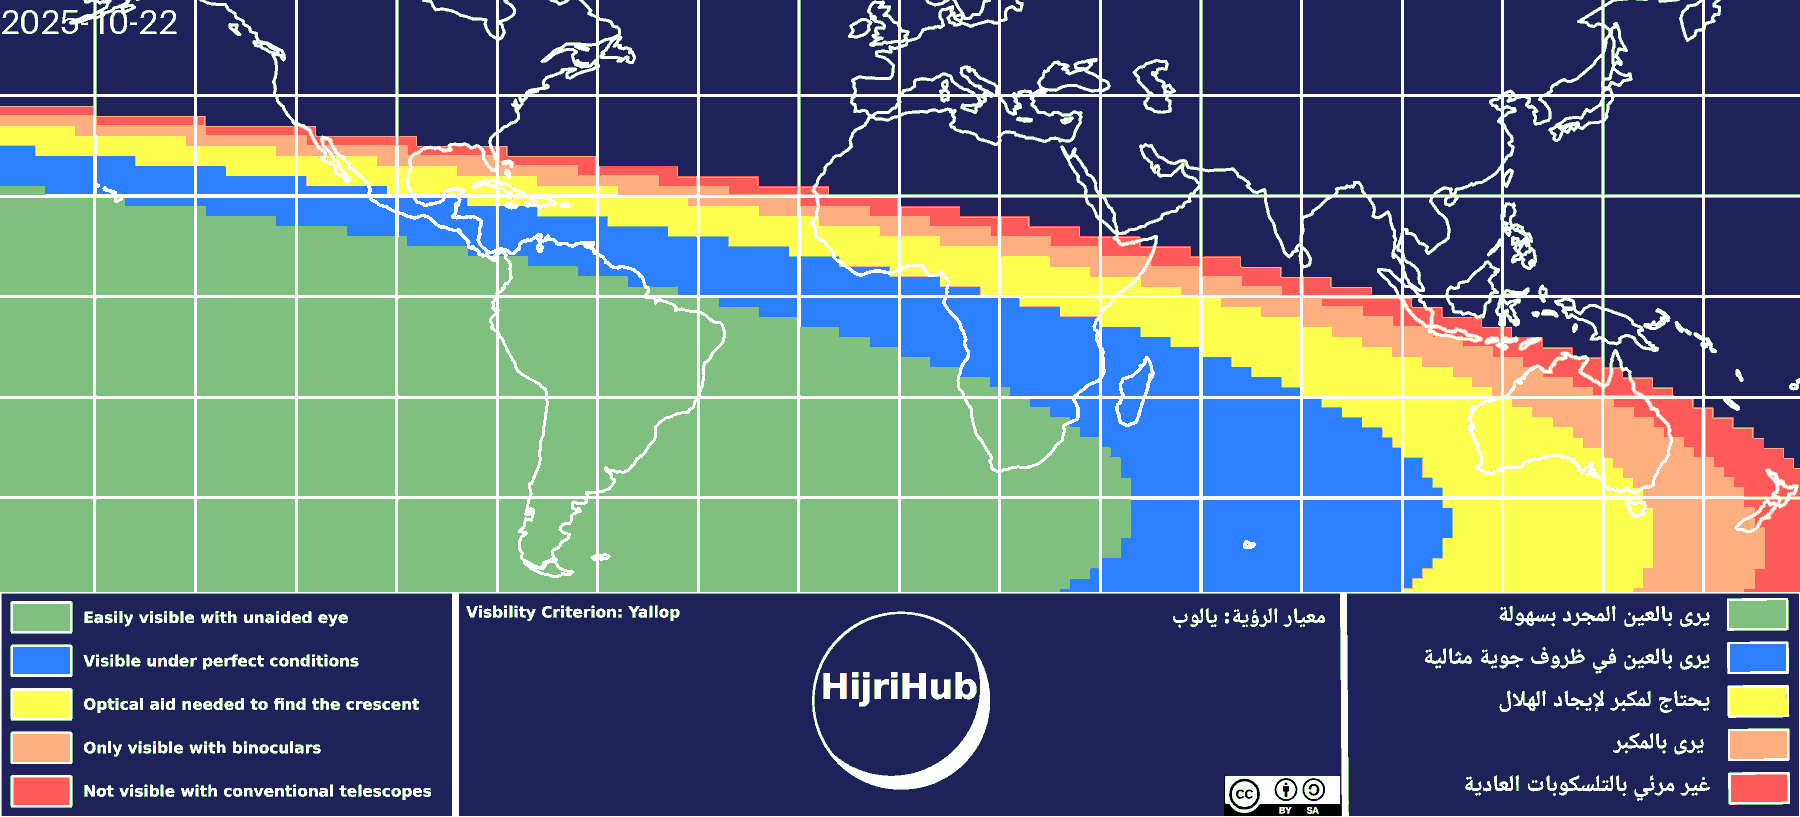 2025-10-22
Easily visible with unaided eye
Visible under perfect conditions
Optical aid needed to find the crescent
Only visible with binoculars
Not visible with conventional telescopes
Visbility Criterion: Yallop
معيار الرؤية: يالوب
HijriHub
cc
BY SA
يرى بالعين المجرد بسهولة
يرى بالعين في ظروف جوية مثالية
يحتاج لمكبر لإيجاد الهلال
يرى بالمكبر
غير مرئي بالتلسكوبات العادية